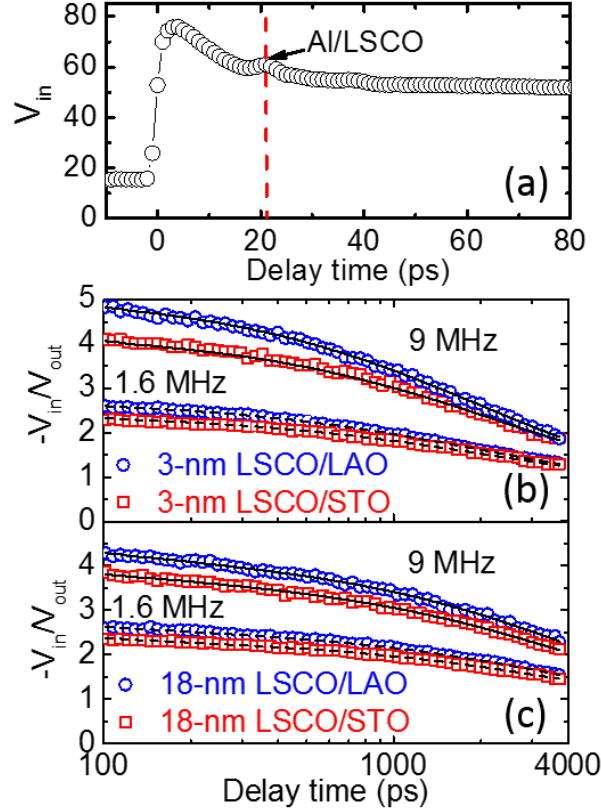 80
60
40
20
0
V_in
Al/LSCO
(a)
0 20 40 60 80
Delay time (ps)
5
4
3
2
1
0
-V_in/V_out
9 MHz
1.6 MHz
3-nm LSCO/LAO
3-nm LSCO/STO
(b)
4
2
0
-V_in/V_out
9 MHz
1.6 MHz
18-nm LSCO/LAO
18-nm LSCO/STO
(c)
100 1000 4000
Delay time (ps)